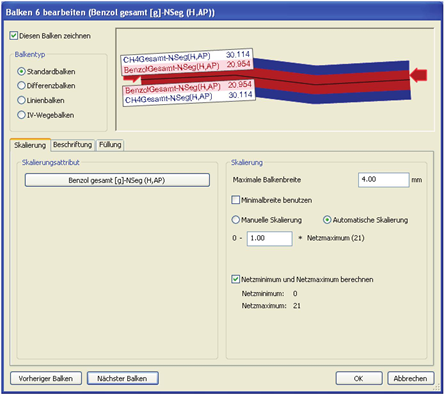 Balken 6 bearbeiten (Benzol gesamt [g]-NSeg (H,AP))
Diesen Balken zeichnen
Balkentyp
Standardbalken
Differenzbalken
Linienbalken
IV-Wegebalken
CH4Gesamt-NSeg(H,AP) 30.114
BenzolGesamt-NSeg(H,AP) 20.954
BenzolGesamt-NSeg(H,AP) 20.954
CH4Gesamt-NSeg(H,AP) 30.114
Skalierung Beschriftung Füllung
Skalierungsattribut
Benzol gesamt [g]-NSeg (H,AP)
Skalierung
Maximale Balkenbreite 4.00 mm
Minimalbreite benutzen
Manuelle Skalierung Automatische Skalierung
0 - 1.00 * Netzmaximum (21)
Netzminimum und Netzmaximum berechnen
Netzminimum: 0
Netzmaximum: 21
Vorheriger Balken Nächster Balken OK Abbrechen